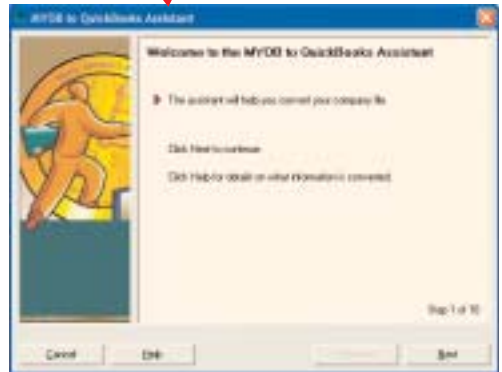 MYOB to QuickBooks Assistant
Welcome to the MYOB to QuickBooks Assistant
The assistant will help you convert your company file.
Click Next to continue.
Click Help for details on what information is converted.
Step 1 of 10
Cancel
Help
Next